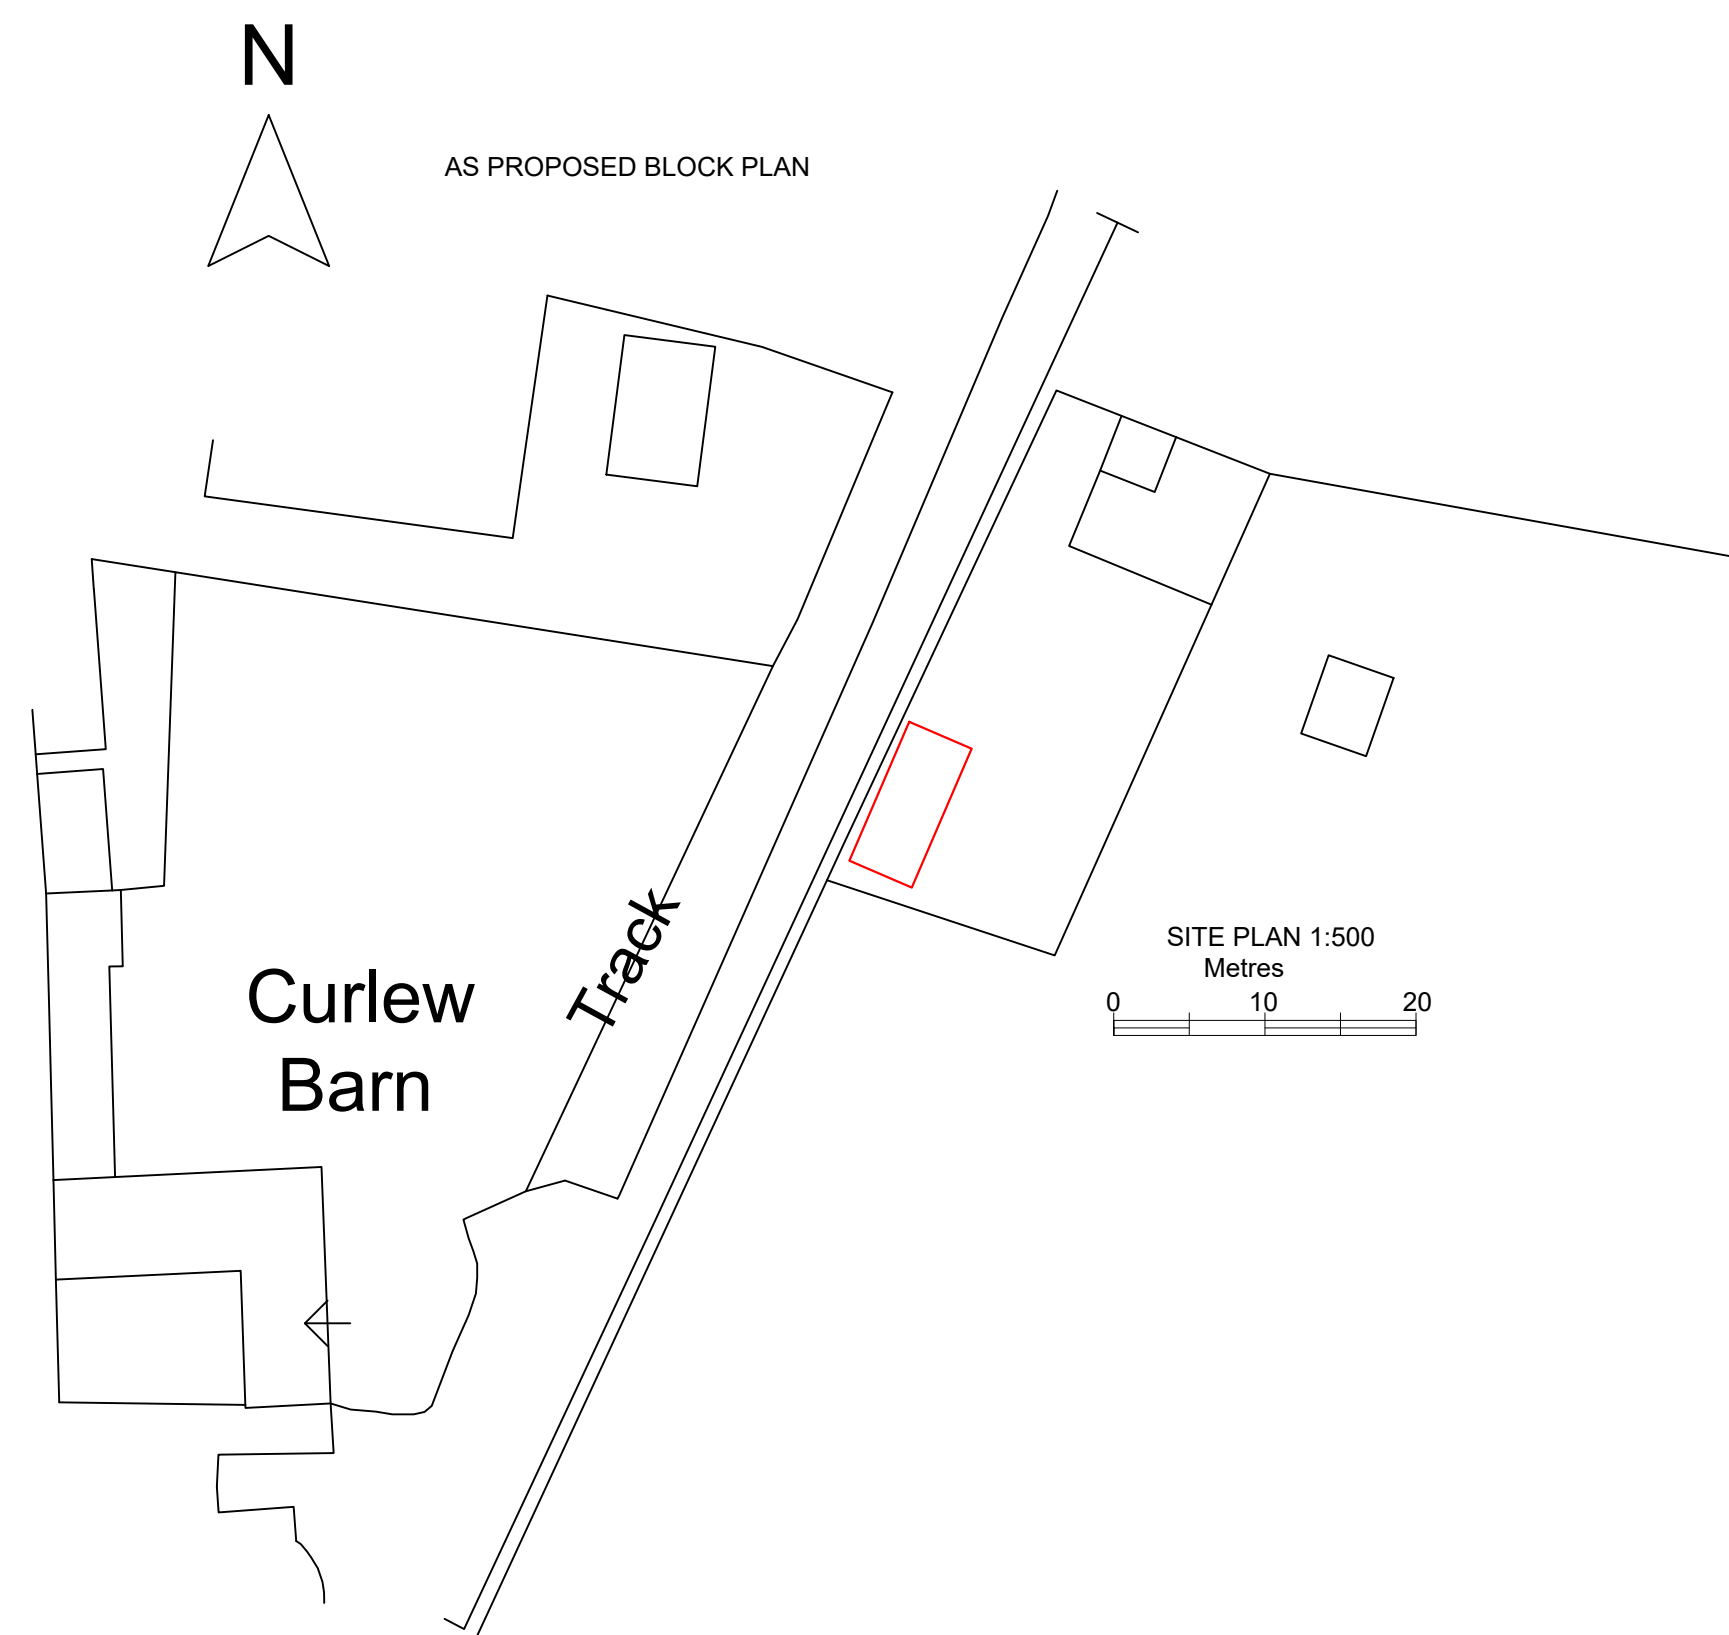 N
AS PROPOSED BLOCK PLAN
Track
Curlew
Barn
SITE PLAN 1:500
Metres
0 10 20